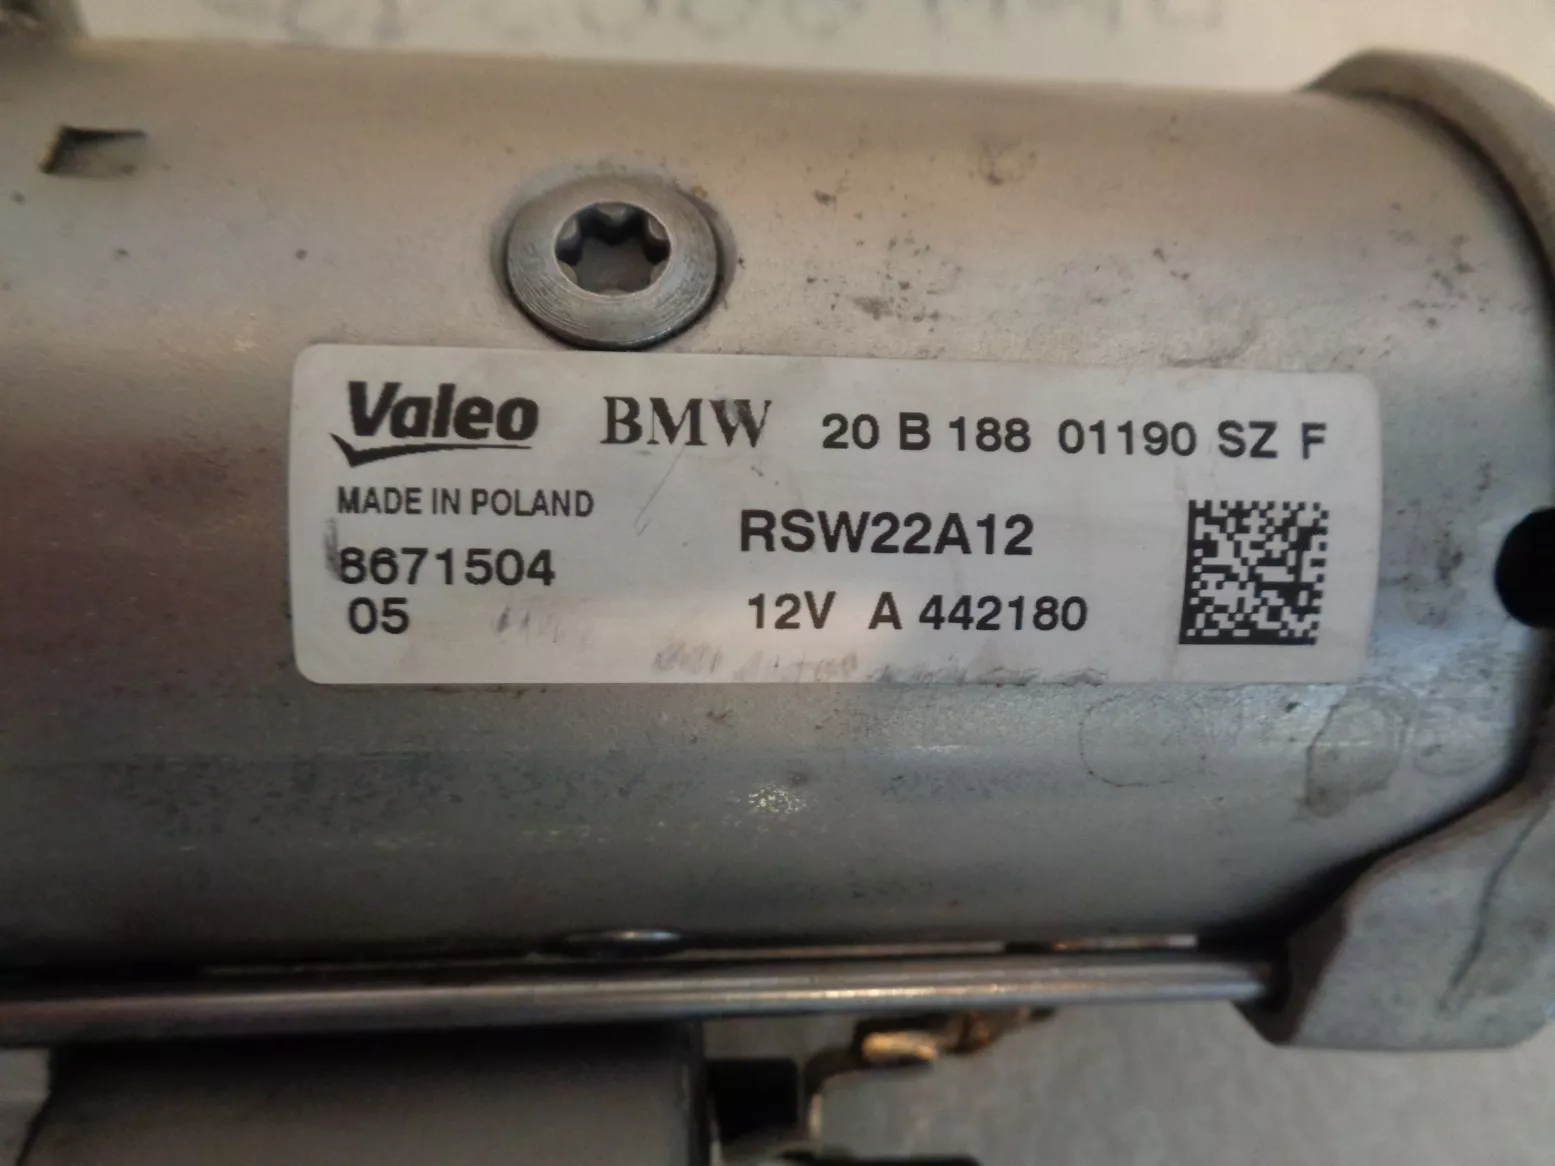 Valeo BMW 20 B 188 01190 SZ F
MADE IN POLAND
RSW22A12
8671504
05
12V A 442180